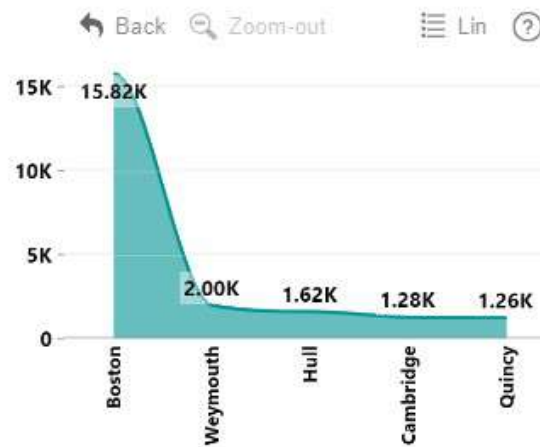 Back Zoom-out Lin ?
15K
15.82K
10K
5K
2.00K 1.62K 1.28K 1.26K
0
Boston Weymouth Hull Cambridge Quincy